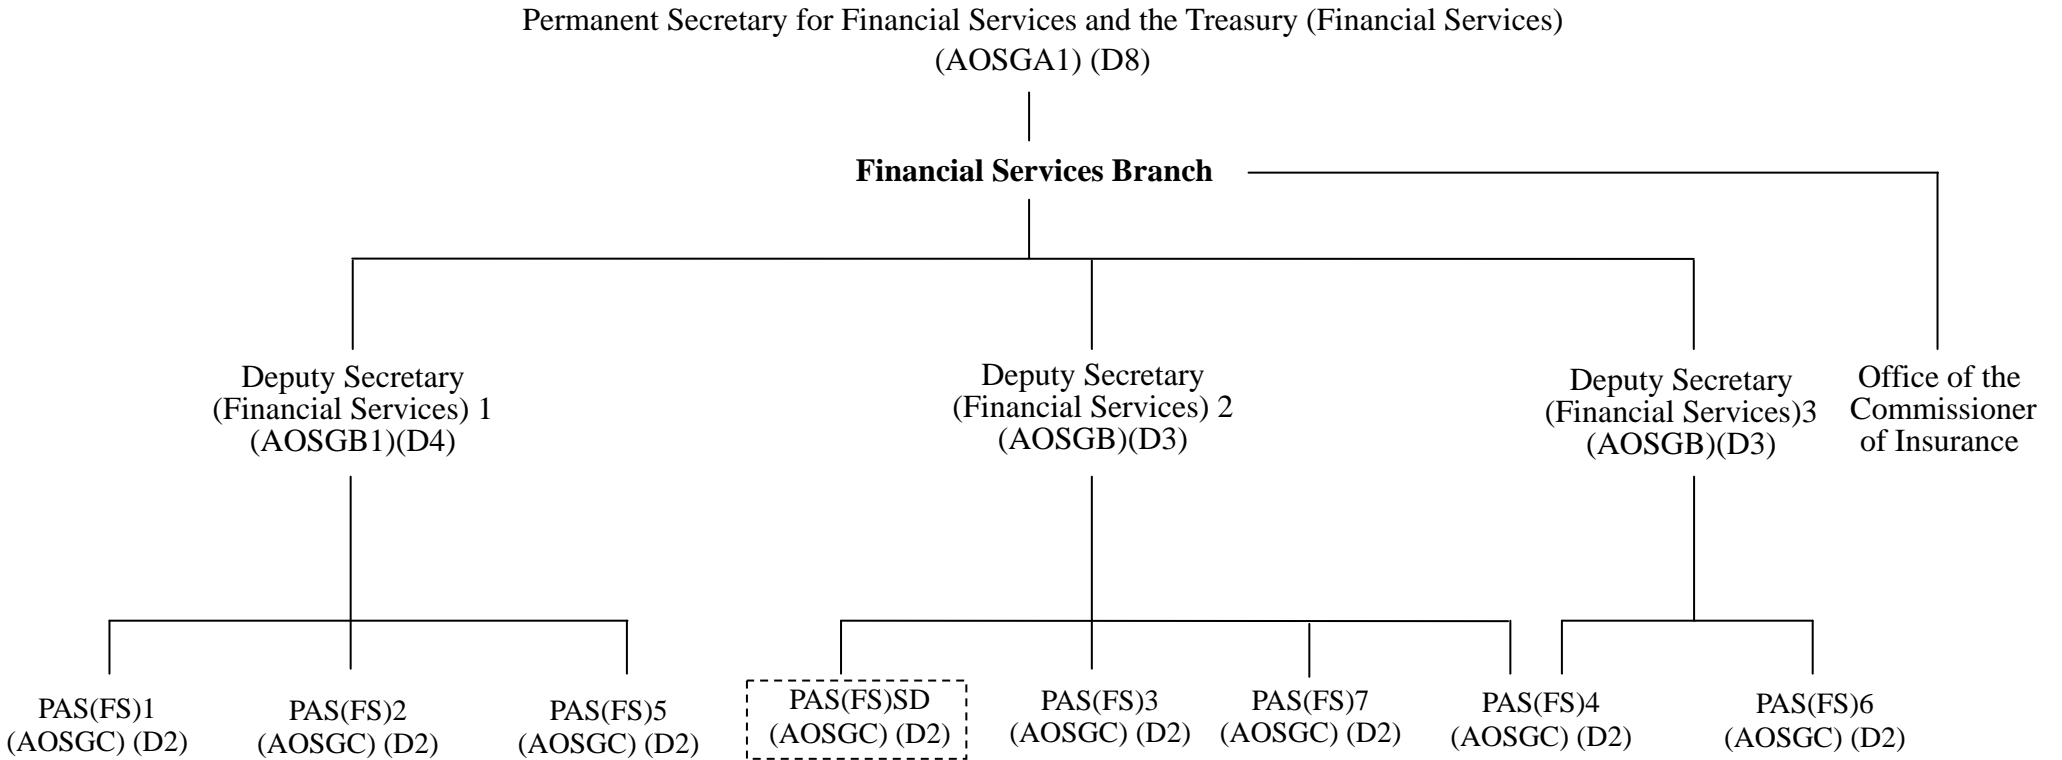 Permanent Secretary for Financial Services and the Treasury (Financial Services)
(AOSGA1) (D8)
Financial Services Branch
Deputy Secretary
(Financial Services) 1
(AOSGB1)(D4)
Deputy Secretary
(Financial Services) 2
(AOSGB)(D3)
Deputy Secretary
(Financial Services)3
(AOSGB)(D3)
Office of the
Commissioner
of Insurance
PAS(FS)1
(AOSGC) (D2)
PAS(FS)2
(AOSGC) (D2)
PAS(FS)5
(AOSGC) (D2)
PAS(FS)SD
(AOSGC) (D2)
PAS(FS)3
(AOSGC) (D2)
PAS(FS)7
(AOSGC) (D2)
PAS(FS)4
(AOSGC) (D2)
PAS(FS)6
(AOSGC) (D2)